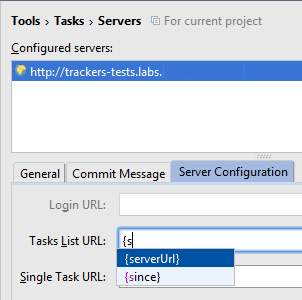 Tools › Tasks › Servers For current project
Configured servers:
http://trackers-tests.labs.
General Commit Message Server Configuration
Login URL:
Tasks List URL: {s
{serverUrl}
{since}
Single Task URL: